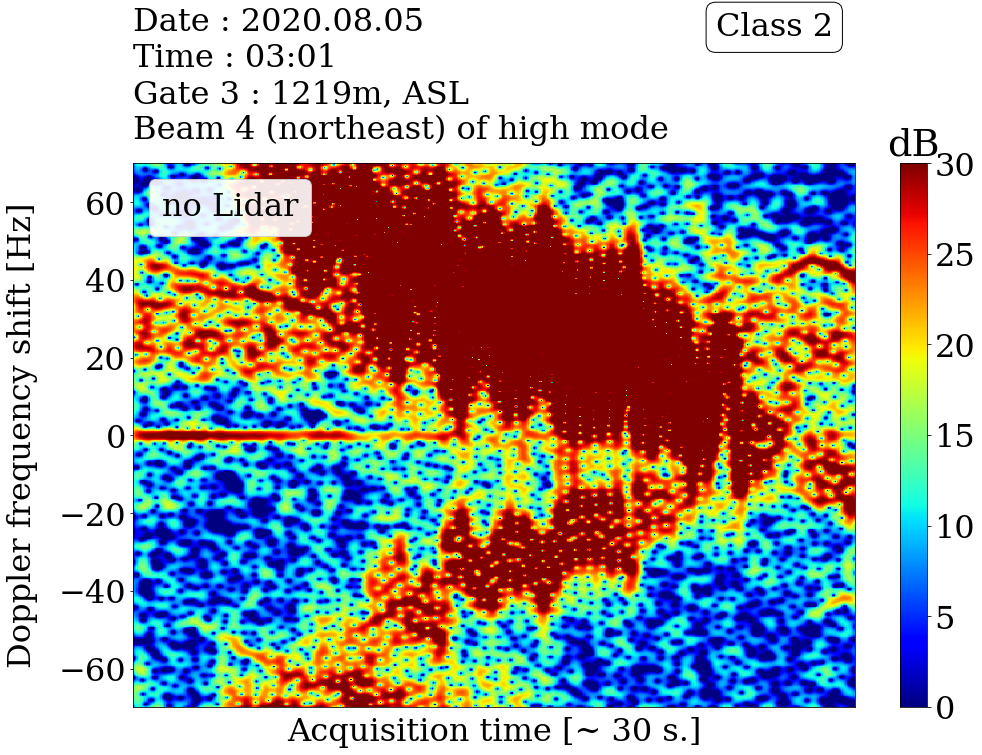 Date : 2020.08.05
Time : 03:01
Gate 3 : 1219m, ASL
Beam 4 (northeast) of high mode
Class 2
dB
no Lidar
Doppler frequency shift [Hz]
60
40
20
0
−20
−40
−60
Acquisition time [~ 30 s.]
30
25
20
15
10
5
0